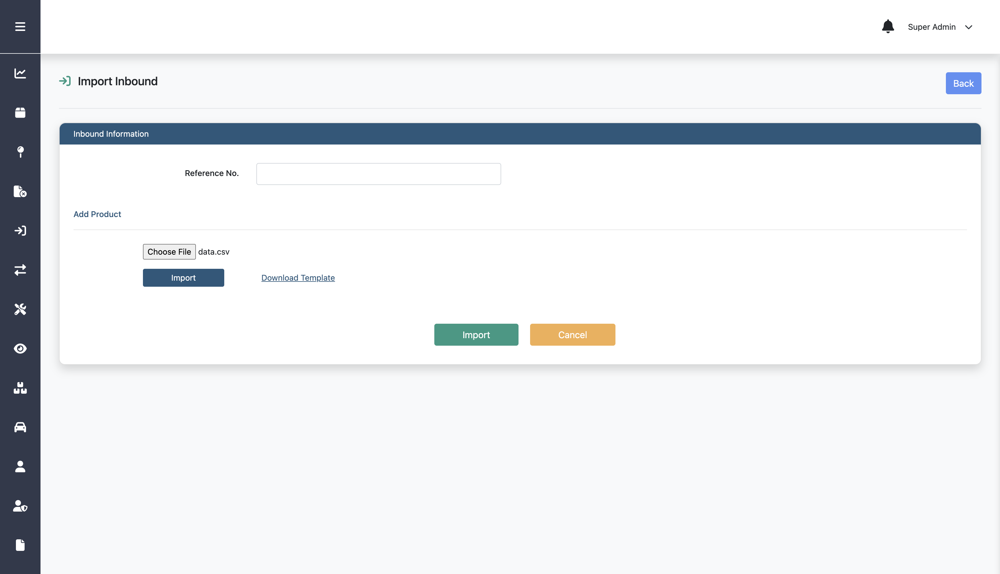 Super Admin
Import Inbound
Back
Inbound Information
Reference No.
Add Product
Choose File data.csv
Import Download Template
Import Cancel